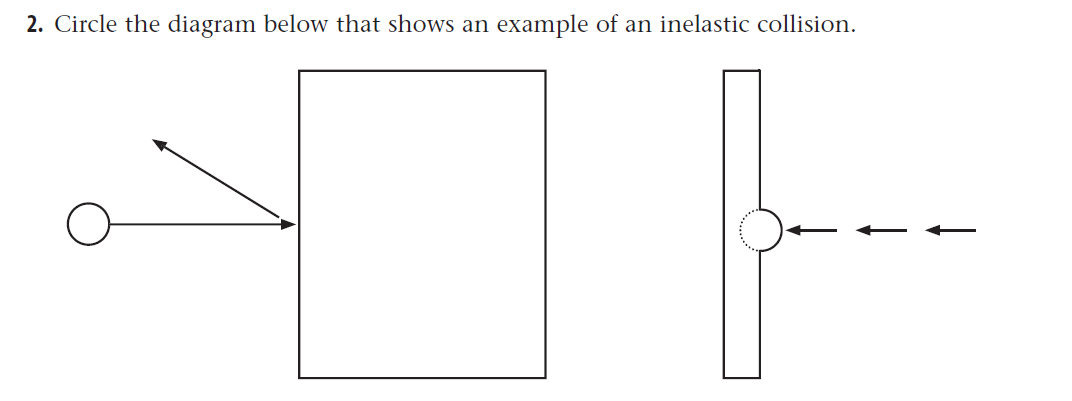 2. Circle the diagram below that shows an example of an inelastic collision.